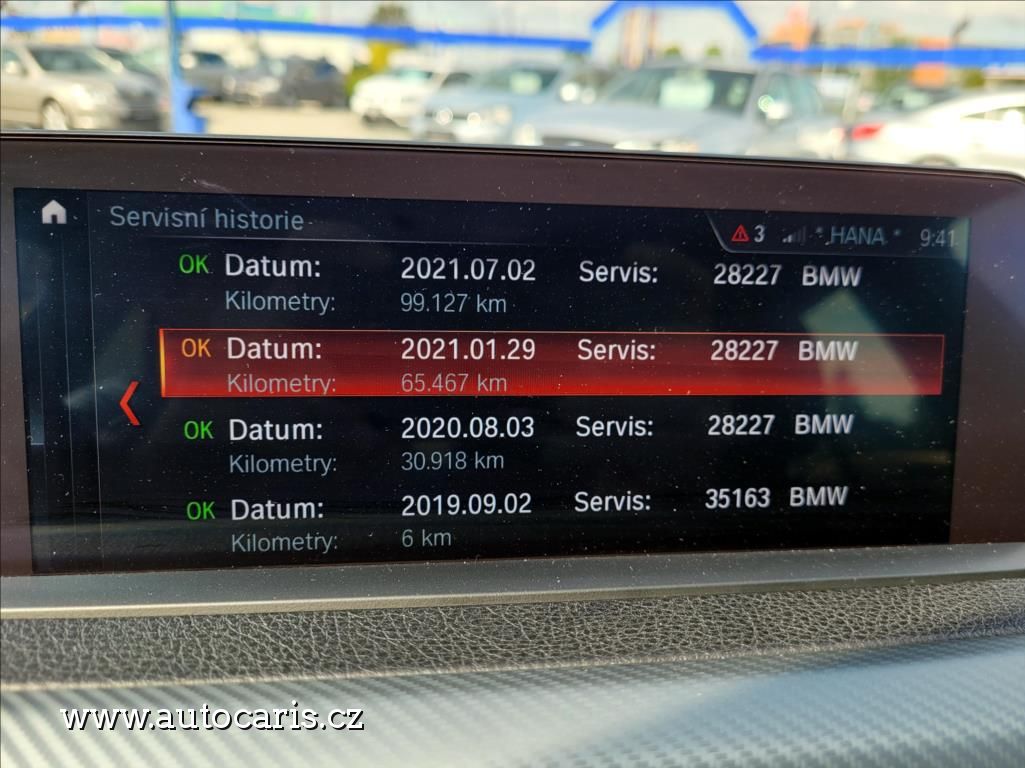 Servisní historie
3 * HANA * 9:41
OK Datum: 2021.07.02 Servis: 28227 BMW
Kilometry: 99.127 km
OK Datum: 2021.01.29 Servis: 28227 BMW
Kilometry: 65.467 km
OK Datum: 2020.08.03 Servis: 28227 BMW
Kilometry: 30.918 km
OK Datum: 2019.09.02 Servis: 35163 BMW
Kilometry: 6 km
www.autocaris.cz